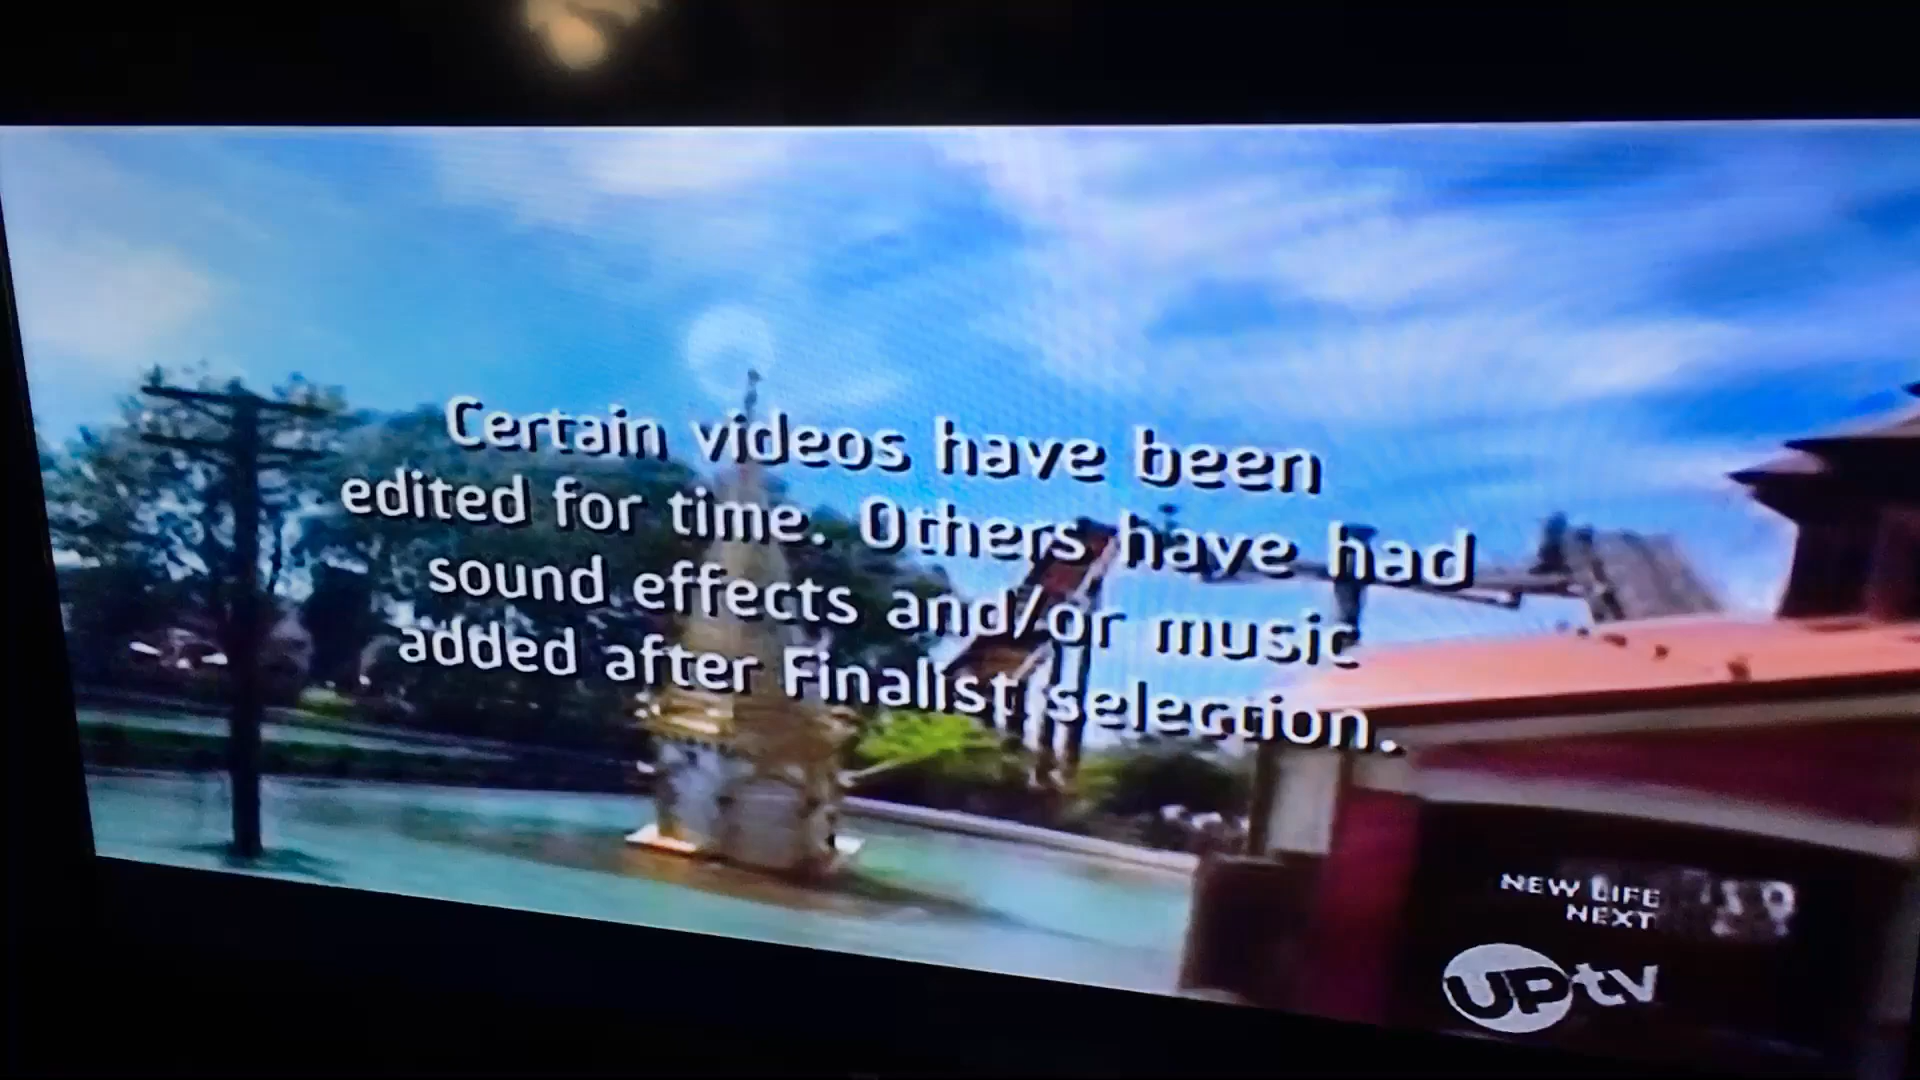 Certain videos have been
edited for time. Others have had
sound effects and/or music
added after Finalist selection.
NEW LIFE
NEXT
UPtv